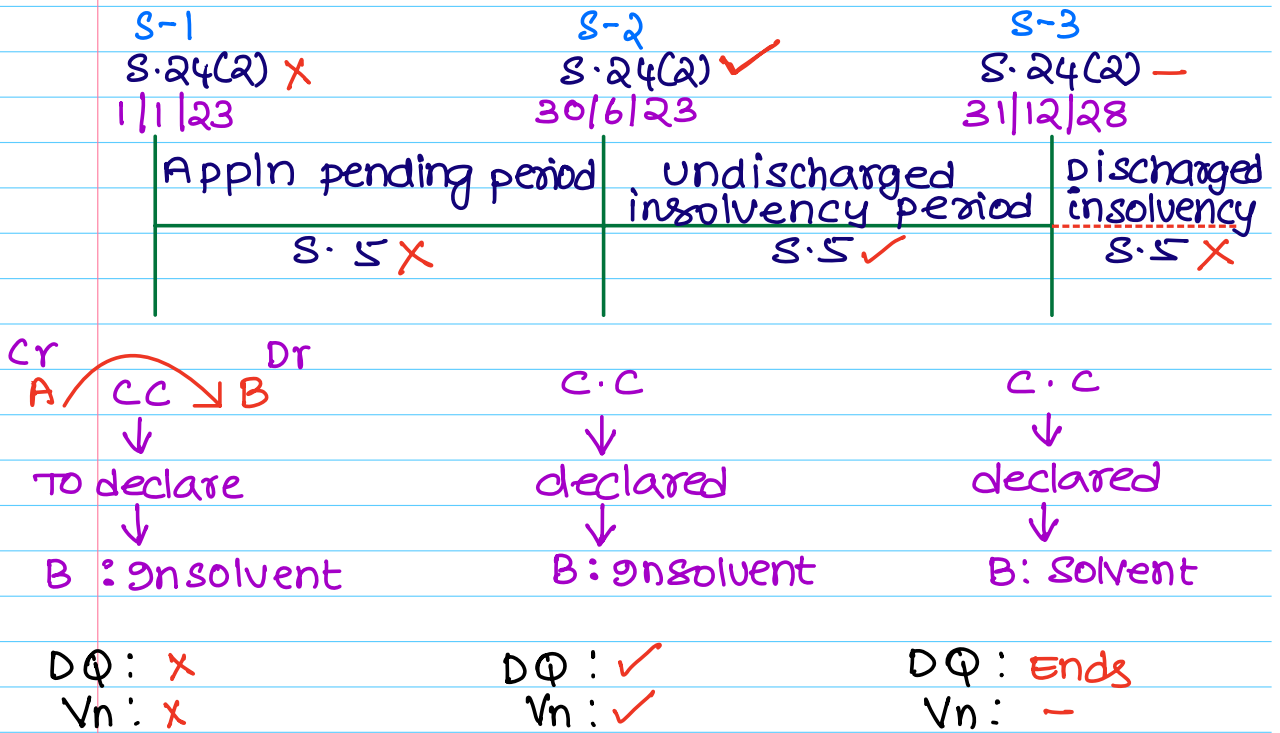 S-1 S-2 S-3
S.24(2) ✗ S.24(2) ✓ S.24(2) —
1/1/23 30/6/23 31/12/28
Appln pending period undischarged Discharged
insolvency period insolvency
S.5 ✗ S.5 ✓ S.5 ✗
Cr Dr
A CC B C.C C.C
To declare declared declared
B : Insolvent B: Insolvent B: Solvent
DQ: ✗ DQ: ✓ DQ: Ends
Vn: ✗ Vn: ✓ Vn: —